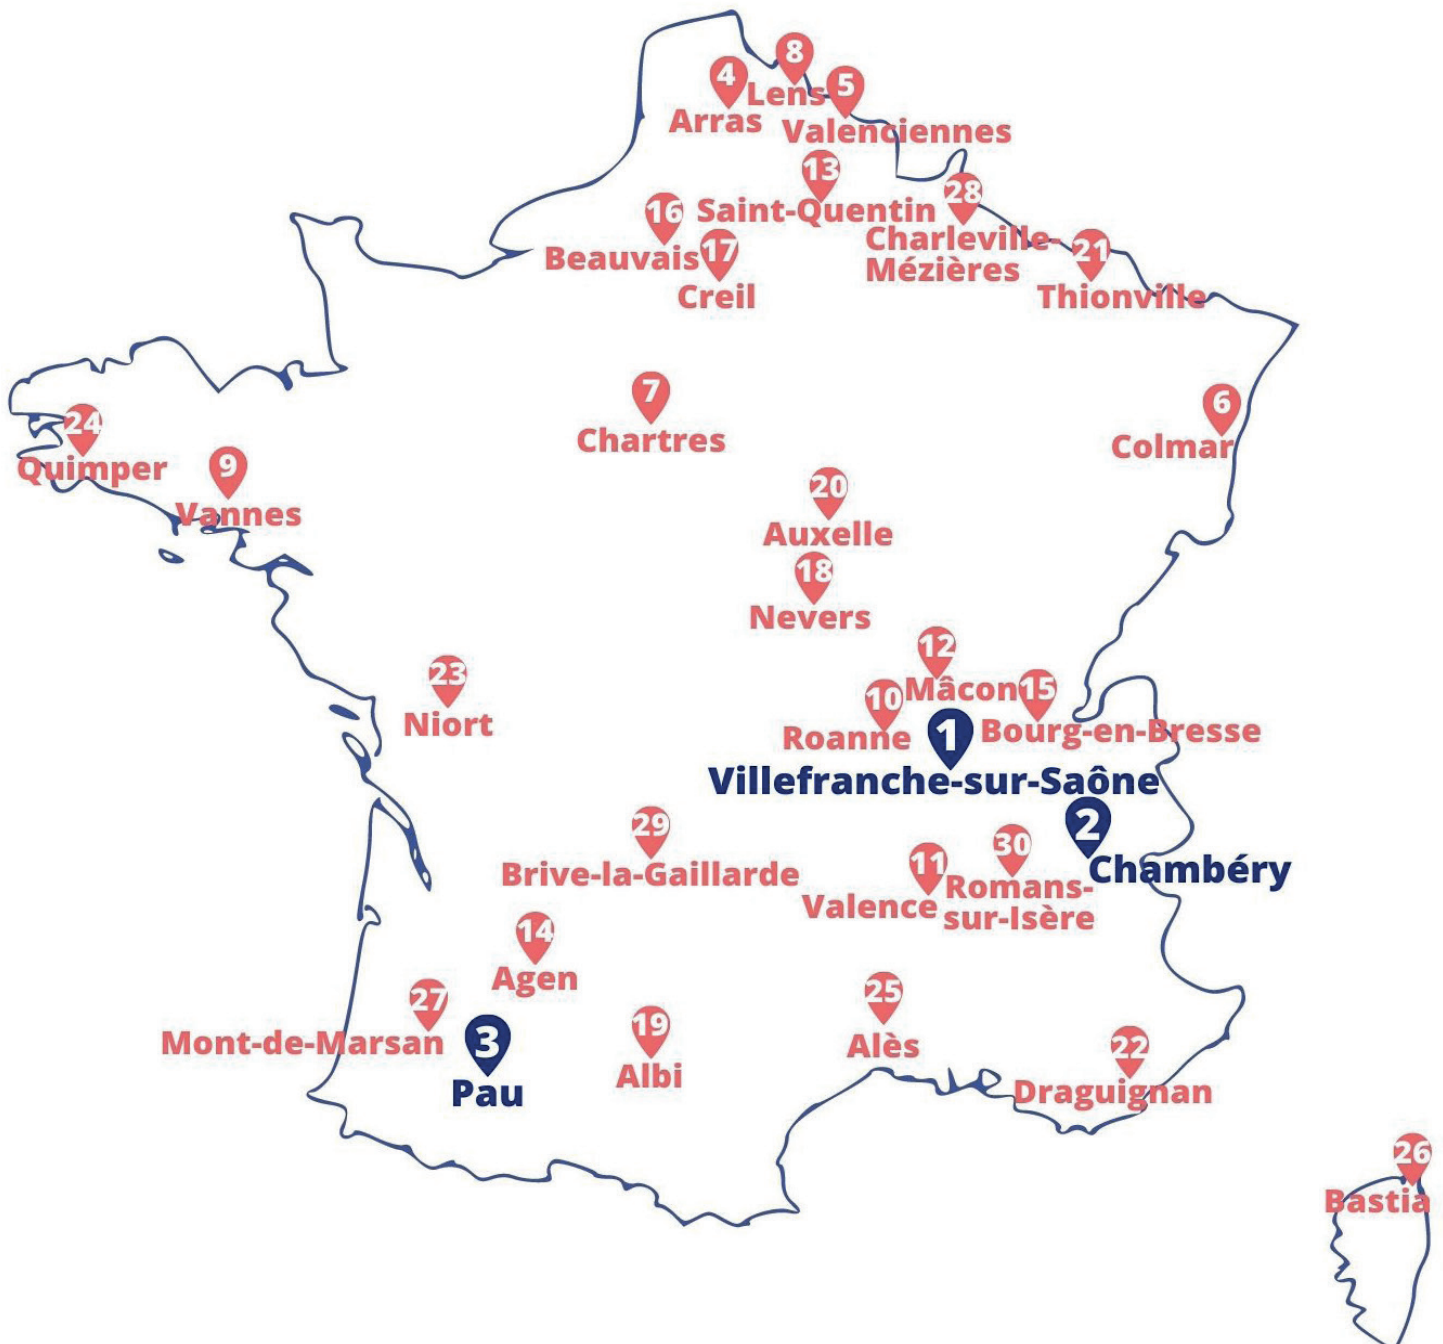 8
Lens
4
Arras
5
Valenciennes
13
Saint-Quentin
28
Charleville-
Mézières
16
Beauvais
17
Creil
21
Thionville
7
Chartres
6
Colmar
24
Quimper
9
Vannes
20
Auxelle
18
Nevers
12
Mâcon
23
Niort
10
Roanne
15
Bourg-en-Bresse
1
Villefranche-sur-Saône
2
Chambéry
29
Brive-la-Gaillarde
11
Valence
30
Romans-
sur-Isère
14
Agen
27
Mont-de-Marsan
3
Pau
19
Albi
25
Alès
22
Draguignan
26
Bastia